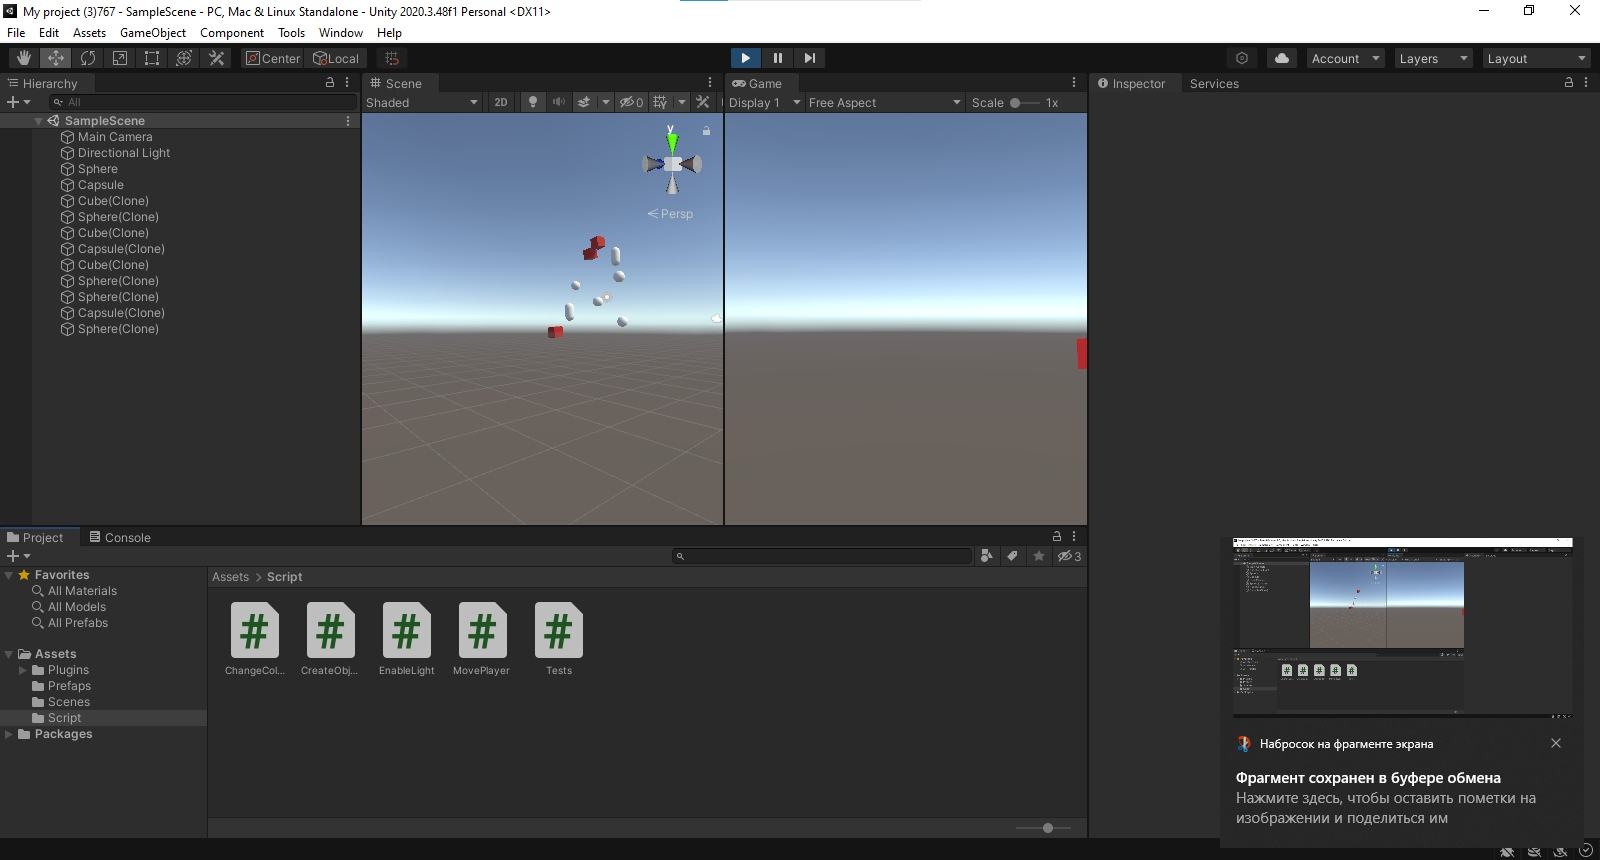 My project (3)767 - SampleScene - PC, Mac & Linux Standalone - Unity 2020.3.48f1 Personal <DX11>
File Edit Assets GameObject Component Tools Window Help
Center Local
Account Layers Layout
Hierarchy
All
SampleScene
Main Camera
Directional Light
Sphere
Capsule
Cube(Clone)
Sphere(Clone)
Cube(Clone)
Capsule(Clone)
Cube(Clone)
Sphere(Clone)
Sphere(Clone)
Capsule(Clone)
Sphere(Clone)
Scene
Shaded 2D 0
y
Persp
Game
Display 1 Free Aspect Scale 1x
Inspector Services
Project Console
3
Favorites
All Materials
All Models
All Prefabs
Assets
Plugins
Prefaps
Scenes
Script
Packages
Assets > Script
ChangeCol... CreateObj... EnableLight MovePlayer Tests
Набросок на фрагменте экрана
Фрагмент сохранен в буфере обмена
Нажмите здесь, чтобы оставить пометки на
изображении и поделиться им